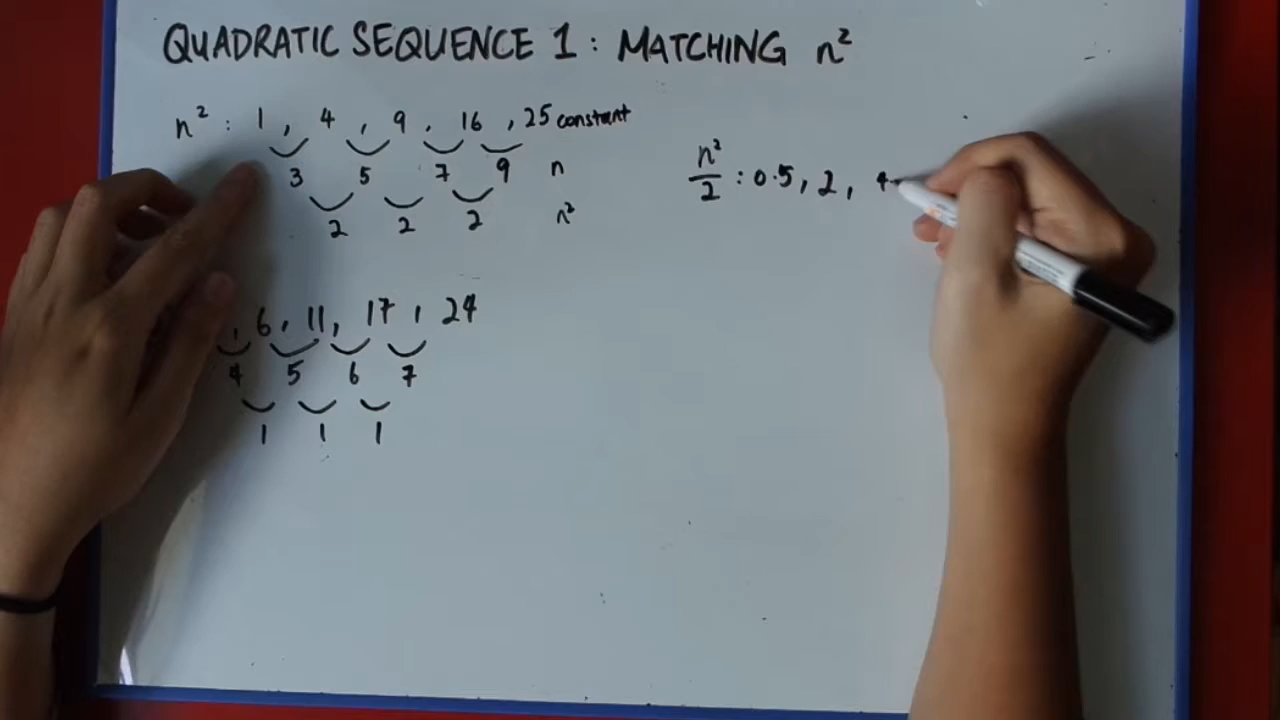 QUADRATIC SEQUENCE 1 : MATCHING n²
n² : 1 , 4 , 9 , 16 , 25 constant
3 5 7 9 n
2 2 2 n²
n²/2 : 0.5, 2, 4
, 6, 11, 17, 24
4 5 6 7
1 1 1